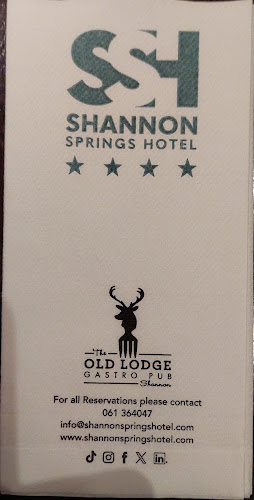 SSH
SHANNON
SPRINGS HOTEL
The
OLD LODGE
GASTRO PUB
Shannon
For all Reservations please contact
061 364047
info@shannonspringshotel.com
www.shannonspringshotel.com